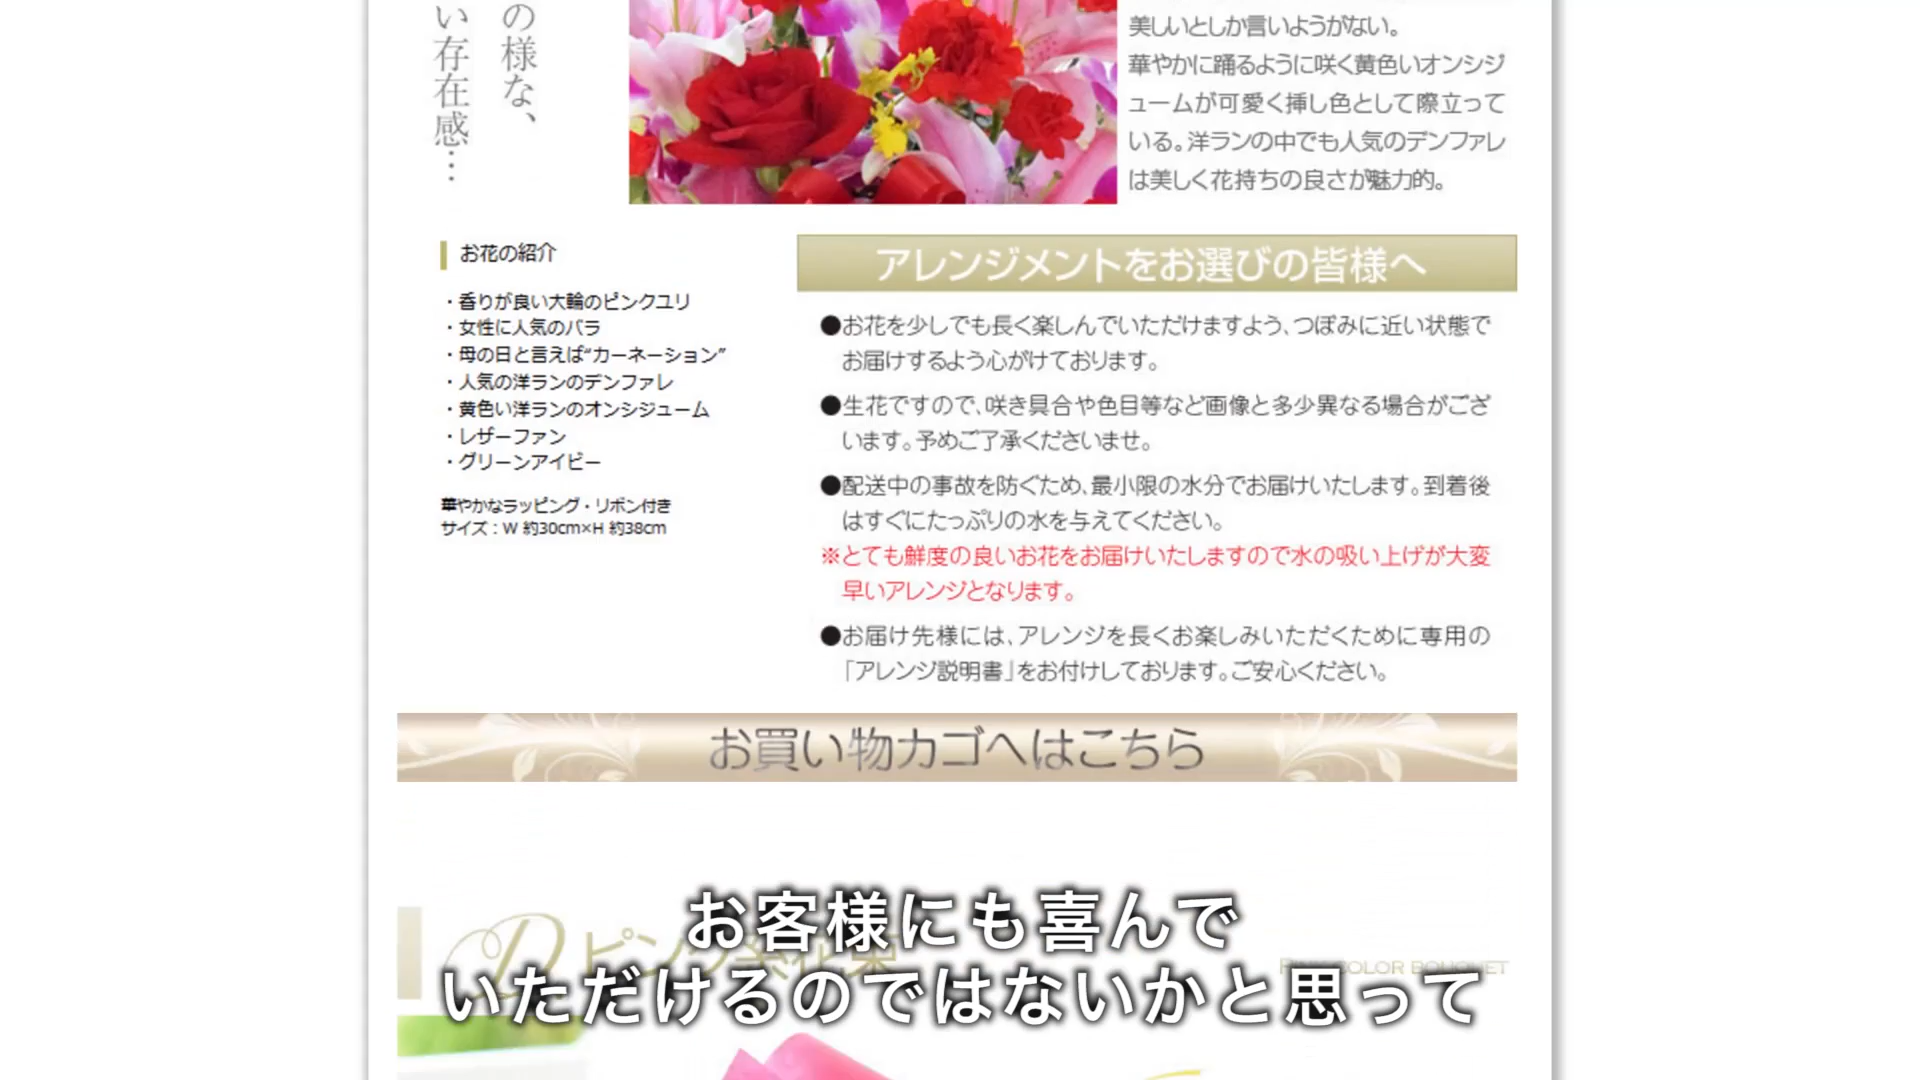 の様な、
い存在感…
美しいとしか言いようがない。
華やかに踊るように咲く黄色いオンシジ
ュームが可愛く挿し色として際立って
いる。洋ランの中でも人気のデンファレ
は美しく花持ちの良さが魅力的。
お花の紹介
・香りが良い大輪のピンクユリ
・女性に人気のバラ
・母の日と言えば“カーネーション”
・人気の洋ランのデンファレ
・黄色い洋ランのオンシジューム
・レザーファン
・グリーンアイビー
華やかなラッピング・リボン付き
サイズ：W 約30cm×H 約38cm
アレンジメントをお選びの皆様へ
●お花を少しでも長く楽しんでいただけますよう、つぼみに近い状態で
お届けするよう心がけております。
●生花ですので、咲き具合や色目等など画像と多少異なる場合がござ
います。予めご了承くださいませ。
●配送中の事故を防ぐため、最小限の水分でお届けいたします。到着後
はすぐにたっぷりの水を与えてください。
※とても鮮度の良いお花をお届けいたしますので水の吸い上げが大変
早いアレンジとなります。
●お届け先様には、アレンジを長くお楽しみいただくために専用の
「アレンジ説明書」をお付けしております。ご安心ください。
お買い物カゴへはこちら
D ピンク系花束
PINK COLOR BOUQUET
お客様にも喜んで
いただけるのではないかと思って